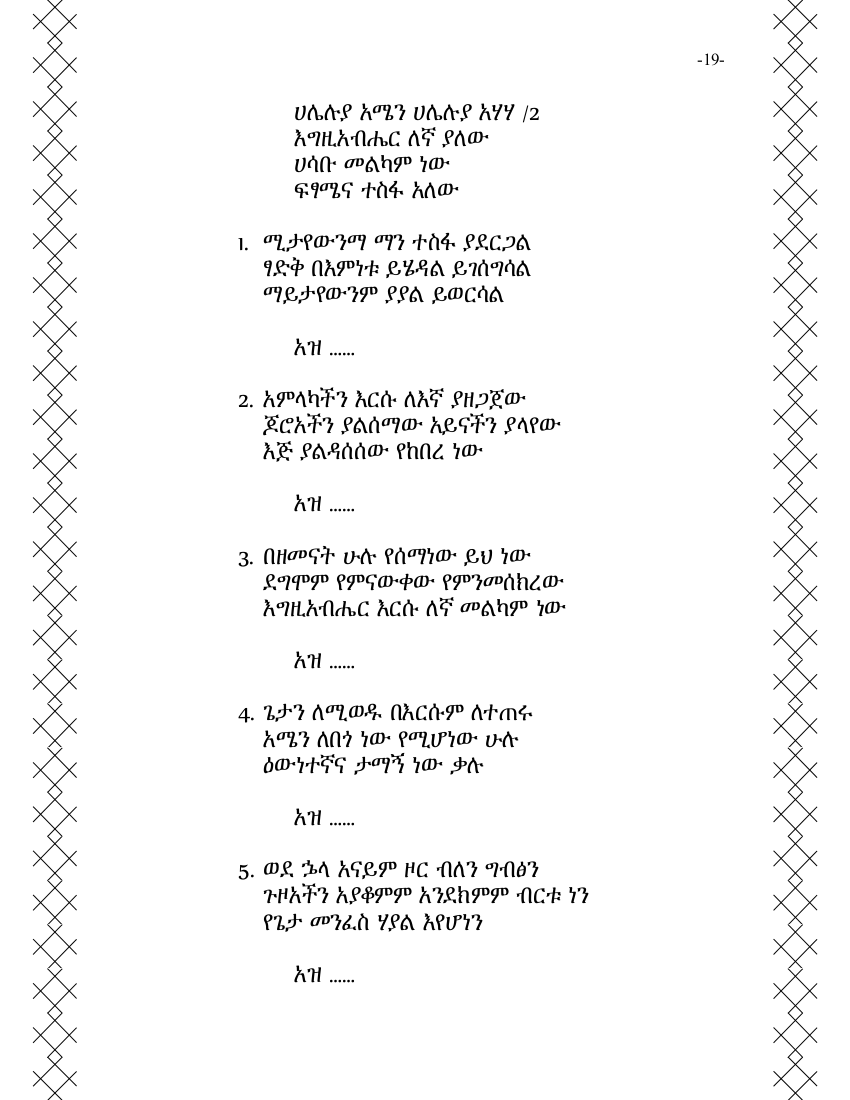 -19-
ሀሌሉያ አሜን ሀሌሉያ አሃሃ /2
እግዚአብሔር ለኛ ያለው
ሀሳቡ መልካም ነው
ፍፃሜና ተስፋ አለው
1. ሚታየውንማ ማን ተስፋ ያደርጋል
ፃድቅ በእምነቱ ይሄዳል ይገሰግሳል
ማይታየውንም ያያል ይወርሳል
አዝ ......
2. አምላካችን እርሱ ለእኛ ያዘጋጀው
ጆሮአችን ያልሰማው አይናችን ያላየው
እጅ ያልዳሰሰው የከበረ ነው
አዝ ......
3. በዘመናት ሁሉ የሰማነው ይህ ነው
ደግሞም የምናውቀው የምንመሰክረው
እግዚአብሔር እርሱ ለኛ መልካም ነው
አዝ ......
4. ጌታን ለሚወዱ በእርሱም ለተጠሩ
አሜን ለበጎ ነው የሚሆነው ሁሉ
ዕውነተኛና ታማኝ ነው ቃሉ
አዝ ......
5. ወደ ኋላ አናይም ዞር ብለን ግብፅን
ጉዞአችን አያቆምም አንደክምም ብርቱ ነን
የጌታ መንፈስ ሃያል እየሆነን
አዝ ......